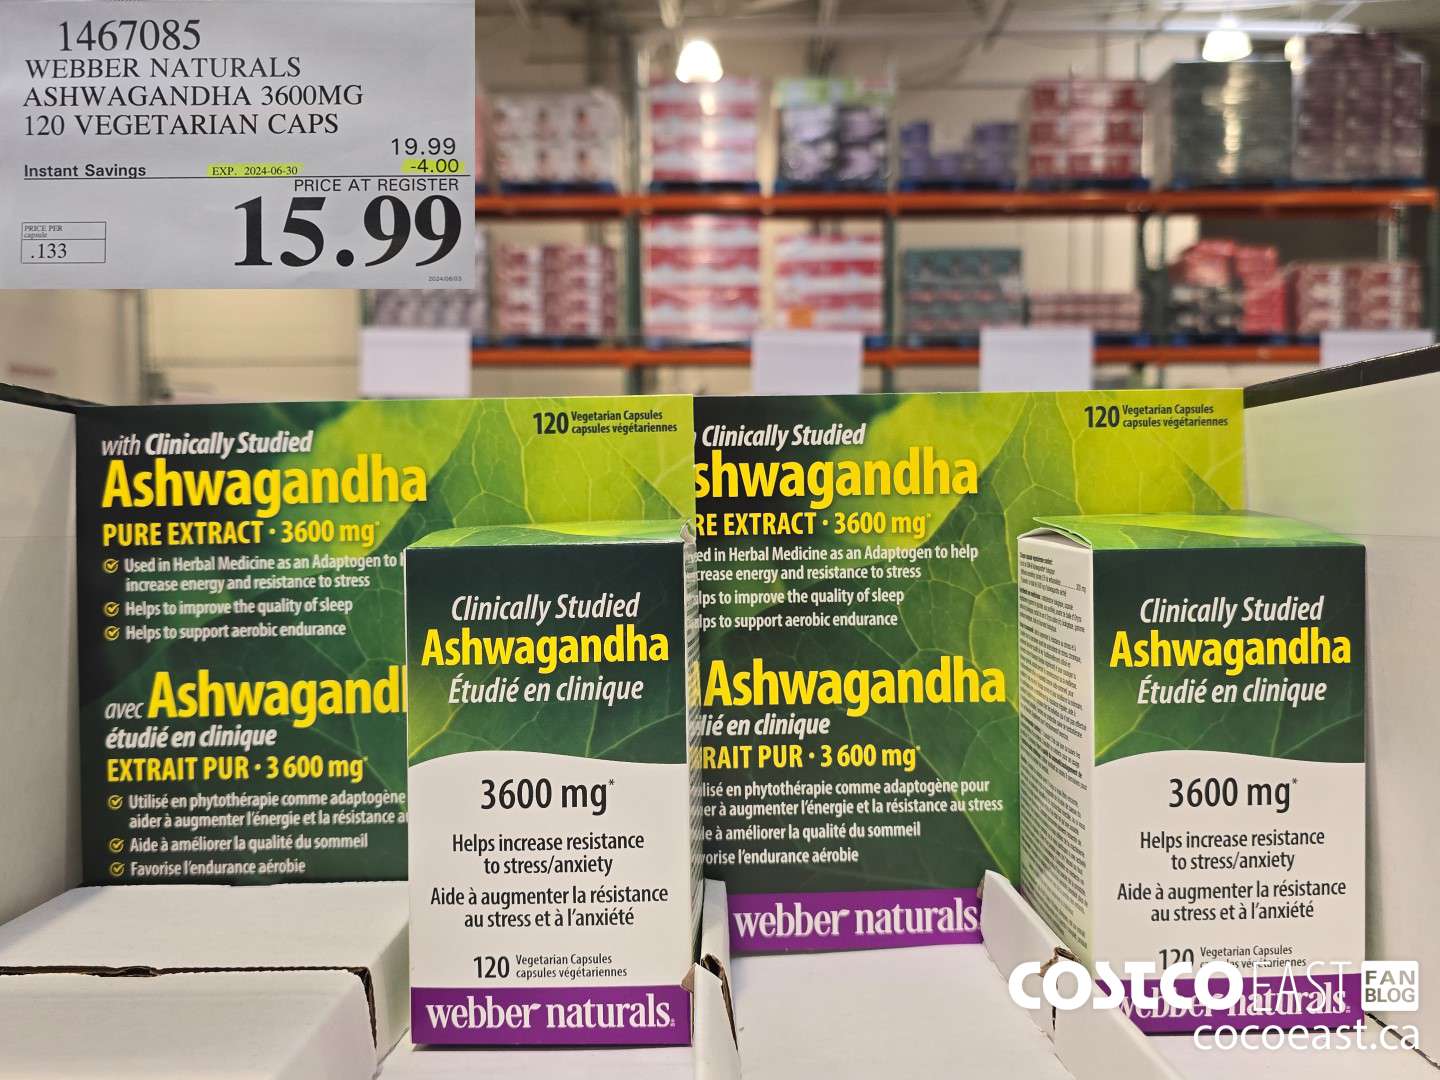 1467085
WEBBER NATURALS
ASHWAGANDHA 3600MG
120 VEGETARIAN CAPS
19.99
Instant Savings EXP. 2024-06-30 -4.00
PRICE AT REGISTER
15.99
PRICE PER
capsule
.133
2024/06/03
with Clinically Studied
Ashwagandha
PURE EXTRACT · 3600 mg*
120 Vegetarian Capsules
capsules végétariennes
Used in Herbal Medicine as an Adaptogen to
increase energy and resistance to stress
Helps to improve the quality of sleep
Helps to support aerobic endurance
avec Ashwagand
étudié en clinique
EXTRAIT PUR · 3 600 mg*
Utilisé en phytothérapie comme adaptogène
aider à augmenter l'énergie et la résistance a
Aide à améliorer la qualité du sommeil
Favorise l'endurance aérobie
Clinically Studied
shwagandha
RE EXTRACT · 3600 mg*
120 Vegetarian Capsules
capsules végétariennes
ed in Herbal Medicine as an Adaptogen to help
crease energy and resistance to stress
lps to improve the quality of sleep
lps to support aerobic endurance
Ashwagandha
lié en clinique
RAIT PUR · 3 600 mg*
lisé en phytothérapie comme adaptogène pour
er à augmenter l'énergie et la résistance au stress
de à améliorer la qualité du sommeil
vorise l'endurance aérobie
webber naturals
Clinically Studied
Ashwagandha
Étudié en clinique
3600 mg*
Helps increase resistance
to stress/anxiety
Aide à augmenter la résistance
au stress et à l'anxiété
120 Vegetarian Capsules
capsules végétariennes
webber naturals
Clinically Studied
Ashwagandha
Étudié en clinique
3600 mg*
Helps increase resistance
to stress/anxiety
Aide à augmenter la résistance
au stress et à l'anxiété
120 Vegetarian Capsules
capsules végétariennes
webber naturals
COSTCO EAST FAN
BLOG
cocoeast.ca